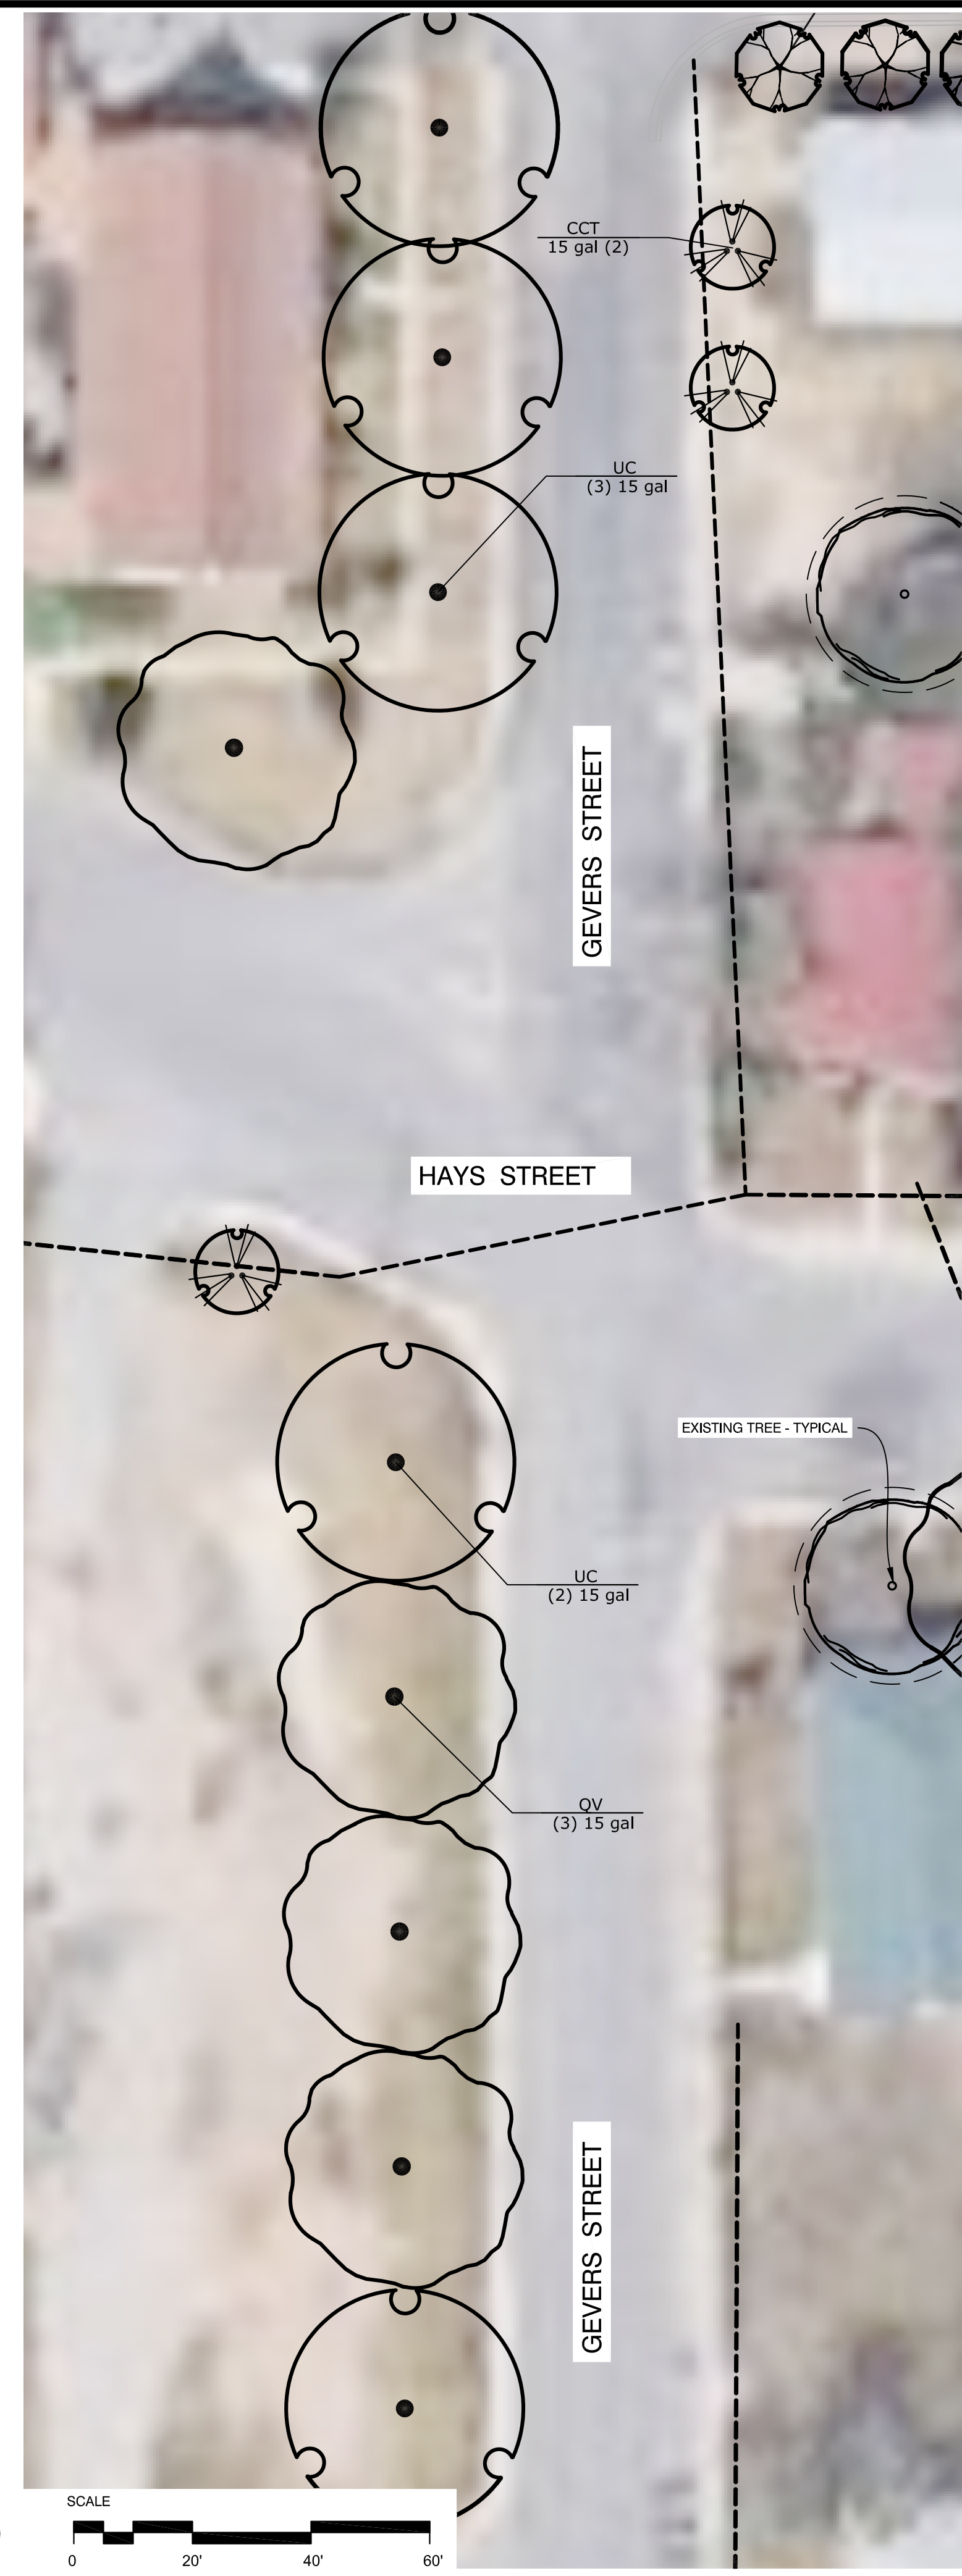 CCT
15 gal (2)
UC
(3) 15 gal
GEVERS STREET
HAYS STREET
EXISTING TREE - TYPICAL
UC
(2) 15 gal
QV
(3) 15 gal
GEVERS STREET
SCALE
0 20' 40' 60'